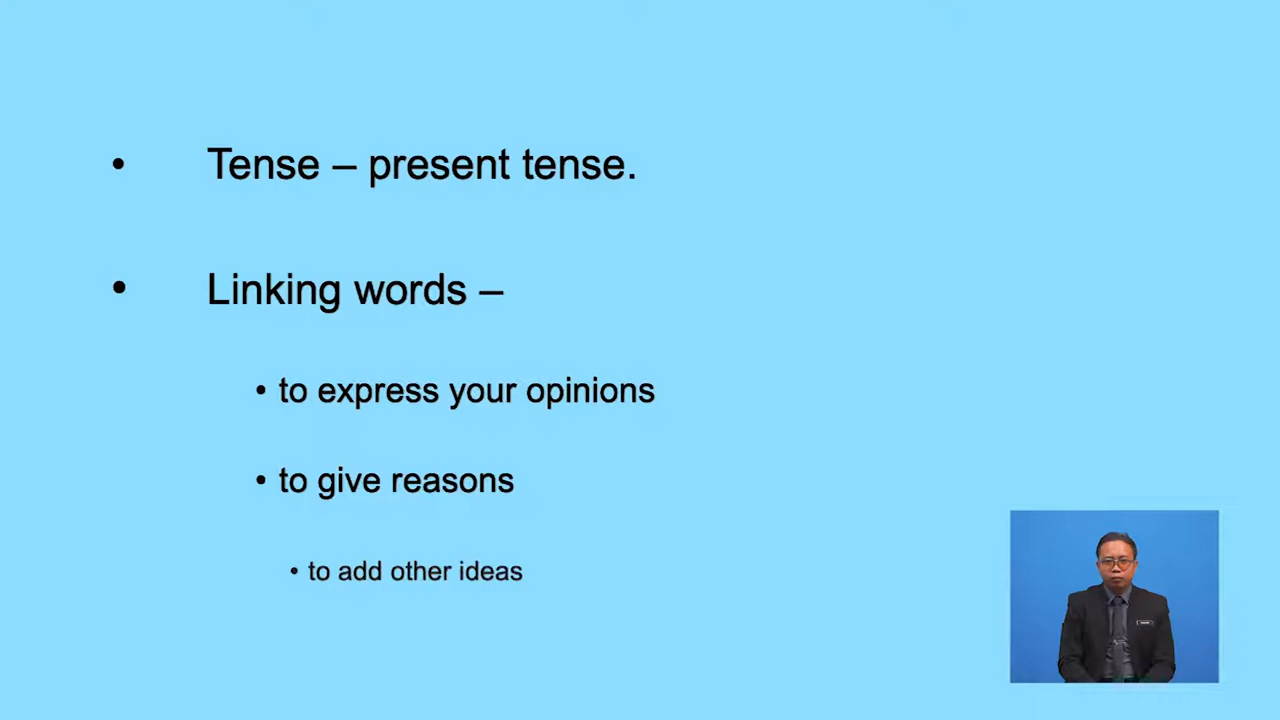 • Tense – present tense.
• Linking words –
• to express your opinions
• to give reasons
• to add other ideas